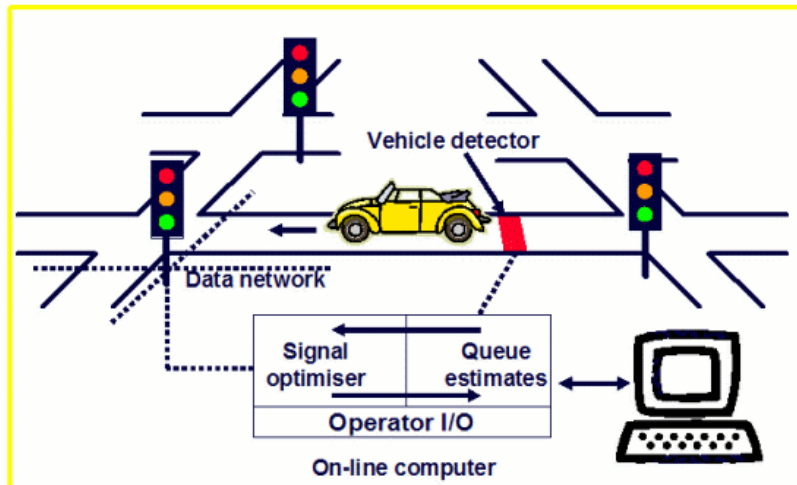 Vehicle detector
Data network
Signal
optimiser
Queue
estimates
Operator I/O
On-line computer